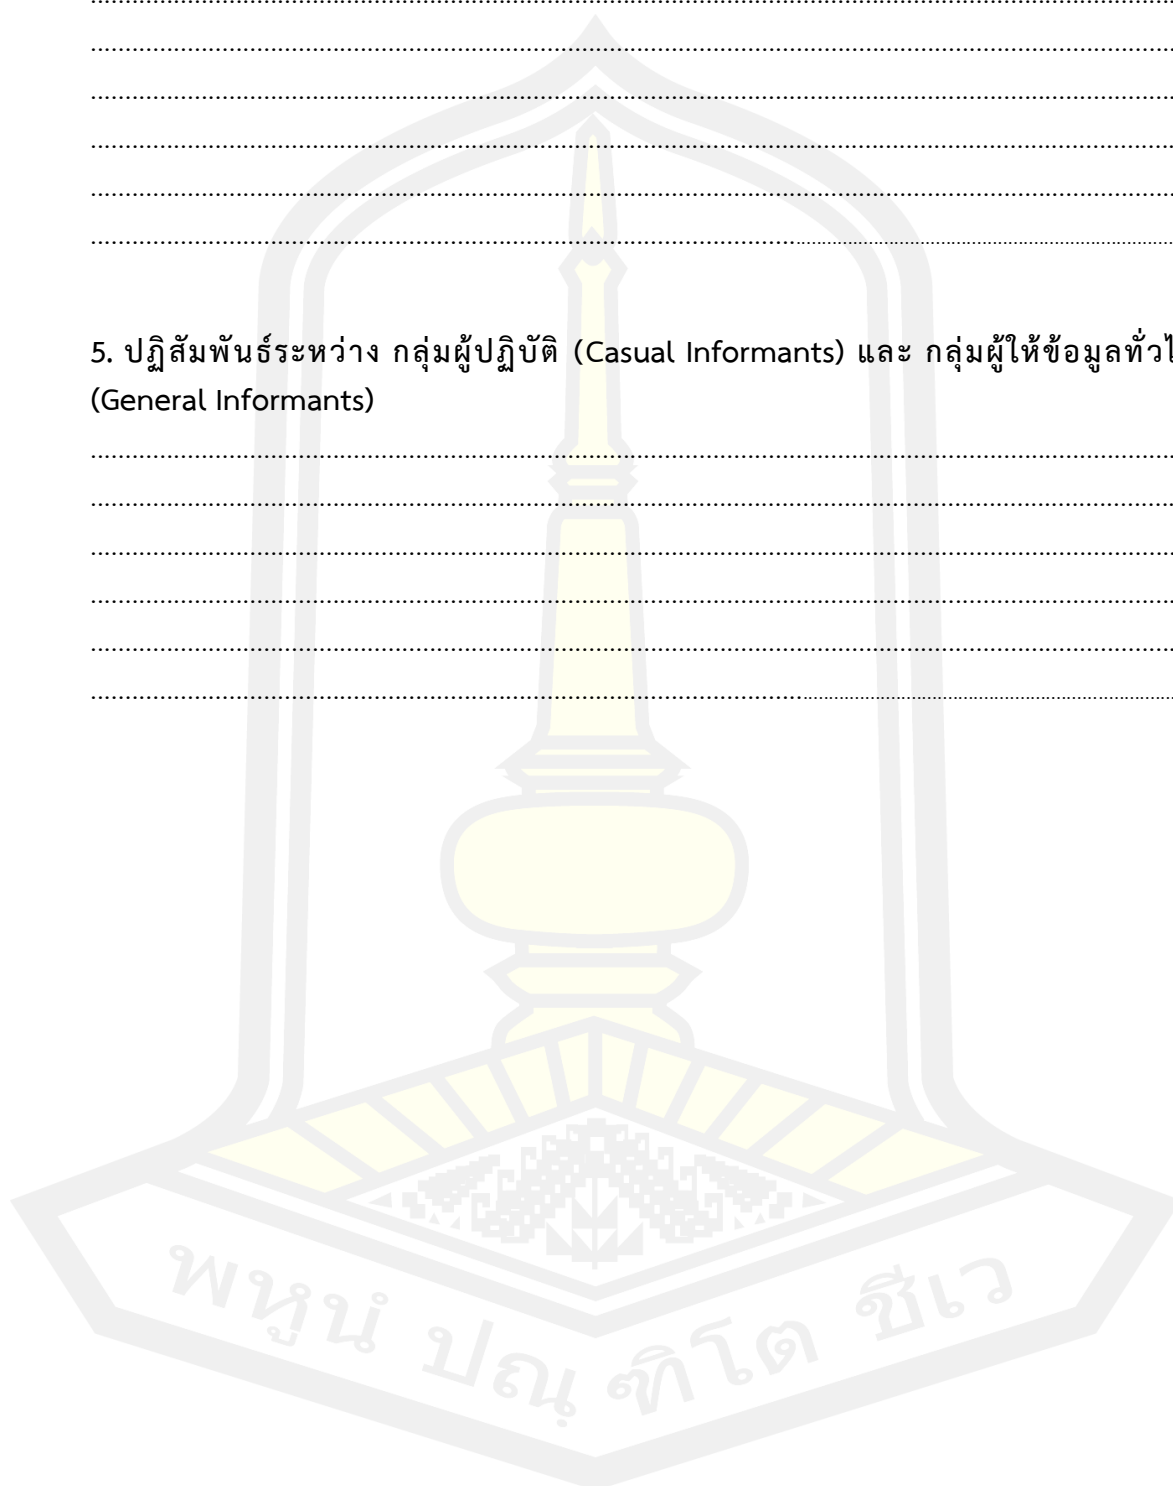 5. ปฏิสัมพันธ์ระหว่าง กลุ่มผู้ปฏิบัติ (Casual Informants) และ กลุ่มผู้ให้ข้อมูลทั่วไ
(General Informants)
พหูนํ ปณฺฑิโต ชีเว